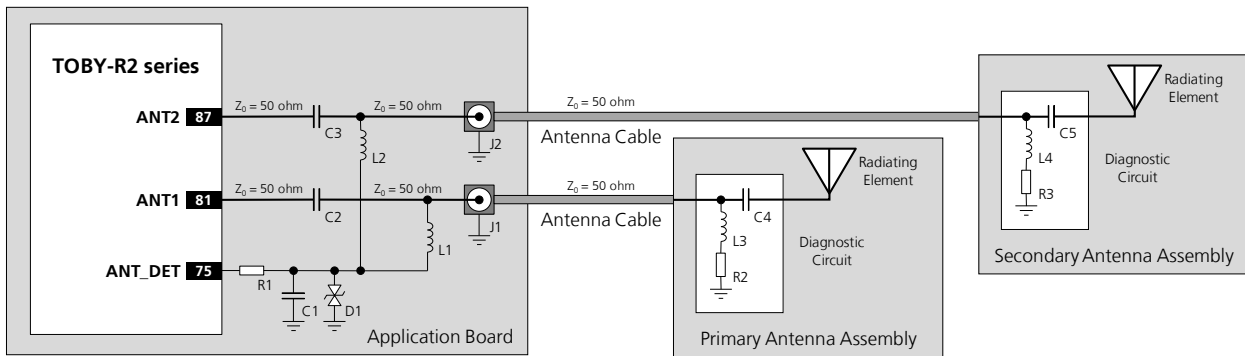 TOBY-R2 series
ANT2 87
Z₀ = 50 ohm
C3
Z₀ = 50 ohm
J2
L2
ANT1 81
Z₀ = 50 ohm
C2
Z₀ = 50 ohm
J1
L1
ANT_DET 75
R1
C1
D1
Application Board
Z₀ = 50 ohm
Antenna Cable
Z₀ = 50 ohm
Antenna Cable
Radiating
Element
C4
L3
R2
Diagnostic
Circuit
Primary Antenna Assembly
Radiating
Element
C5
L4
R3
Diagnostic
Circuit
Secondary Antenna Assembly